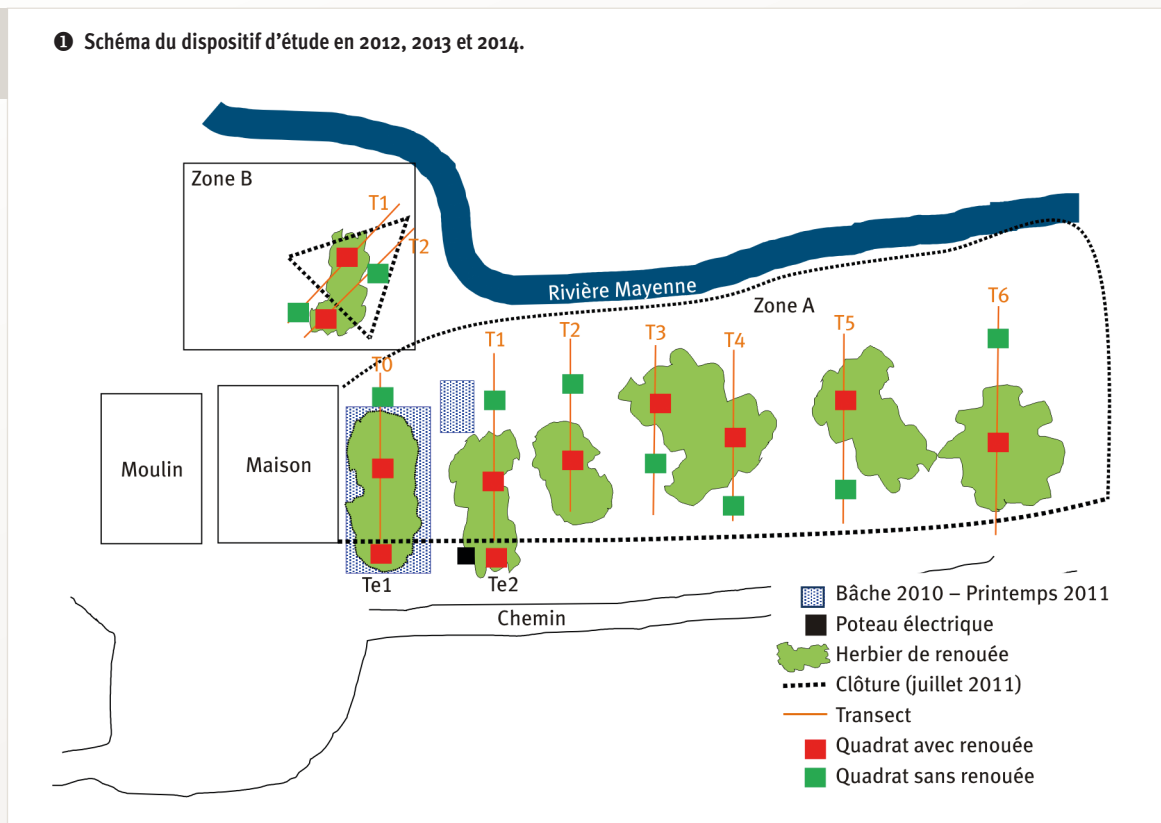 ❶ Schéma du dispositif d'étude en 2012, 2013 et 2014.
Zone B
T1
T2
Rivière Mayenne
Zone A
T0
T1
T2
T3
T4
T5
T6
Moulin
Maison
Te1
Te2
Chemin
Bâche 2010 – Printemps 2011
Poteau électrique
Herbier de renouée
Clôture (juillet 2011)
Transect
Quadrat avec renouée
Quadrat sans renouée